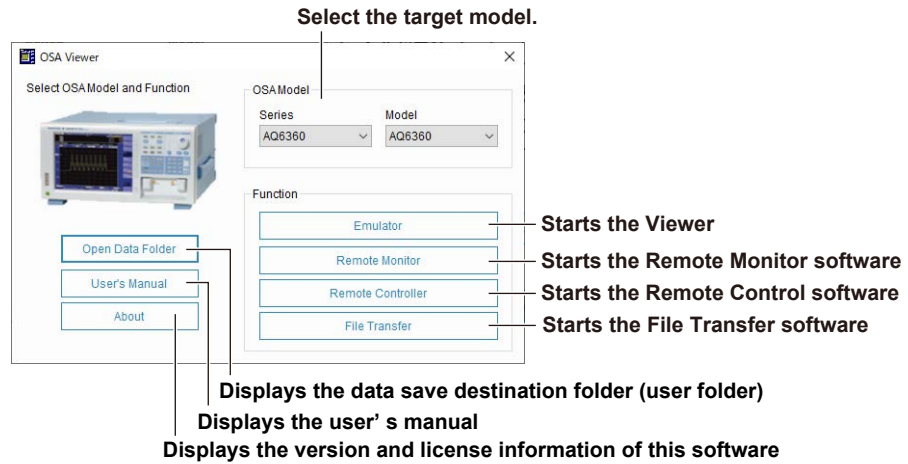 Select the target model.
OSA Viewer
Select OSA Model and Function
OSA Model
Series
Model
AQ6360
AQ6360
Function
Emulator
Starts the Viewer
Open Data Folder
Remote Monitor
Starts the Remote Monitor software
User's Manual
Remote Controller
Starts the Remote Control software
About
File Transfer
Starts the File Transfer software
Displays the data save destination folder (user folder)
Displays the user’ s manual
Displays the version and license information of this software